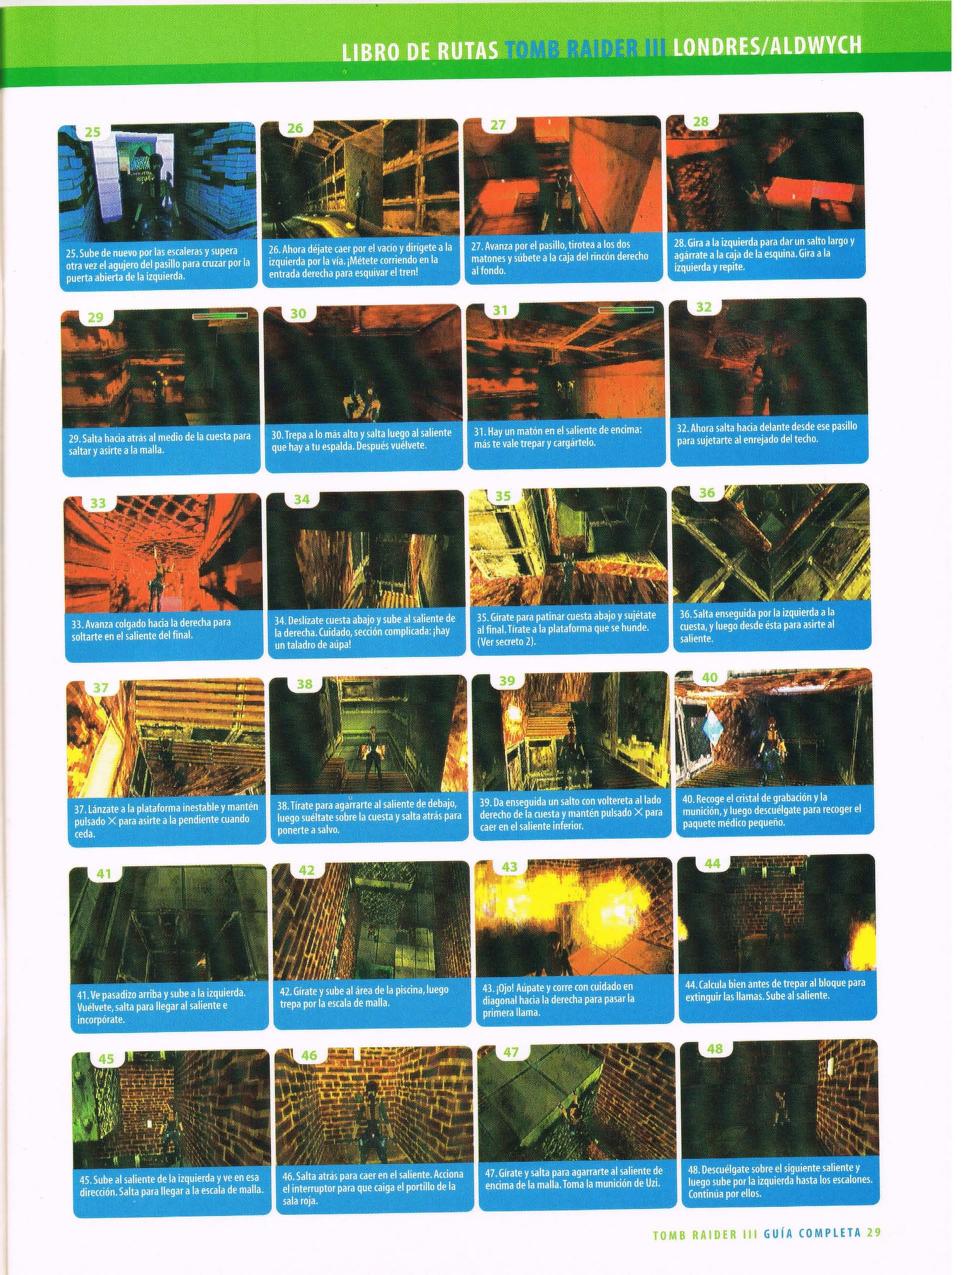 LIBRO DE RUTAS TOMB RAIDER III LONDRES/ALDWYCH
25
25. Sube de nuevo por las escaleras y supera
otra vez el agujero del pasillo para cruzar por la
puerta abierta de la izquierda.
26
26. Ahora déjate caer por el vacío y dirígete a la
izquierda por la vía. ¡Métete corriendo en la
entrada derecha para esquivar el tren!
27
27. Avanza por el pasillo, tirotea a los dos
matones y súbete a la caja del rincón derecho
al fondo.
28
28. Gira a la izquierda para dar un salto largo y
agárrate a la caja de la esquina. Gira a la
izquierda y repite.
29
29. Salta hacia atrás al medio de la cuesta para
saltar y asirte a la malla.
30
30. Trepa a lo más alto y salta luego al saliente
que hay a tu espalda. Después vuélvete.
31
31. Hay un matón en el saliente de encima:
más te vale trepar y cargártelo.
32
32. Ahora salta hacia delante desde ese pasillo
para sujetarte al enrejado del techo.
33
33. Avanza colgado hacia la derecha para
soltarte en el saliente del final.
34
34. Deslízate cuesta abajo y sube al saliente de
la derecha. Cuidado, sección complicada: ¡hay
un taladro de aúpa!
35
35. Gírate para patinar cuesta abajo y sujétate
al final. Tírate a la plataforma que se hunde.
(Ver secreto 2).
36
36. Salta enseguida por la izquierda a la
cuesta, y luego desde ésta para asirte al
saliente.
37
37. Lánzate a la plataforma inestable y mantén
pulsado ✕ para asirte a la pendiente cuando
ceda.
38
38. Tírate para agarrarte al saliente de debajo,
luego suéltate sobre la cuesta y salta atrás para
ponerte a salvo.
39
39. Da enseguida un salto con voltereta al lado
derecho de la cuesta y mantén pulsado ✕ para
caer en el saliente inferior.
40
40. Recoge el cristal de grabación y la
munición, y luego descuélgate para recoger el
paquete médico pequeño.
41
41. Ve pasadizo arriba y sube a la izquierda.
Vuélvete, salta para llegar al saliente e
incorpórate.
42
42. Gírate y sube al área de la piscina, luego
trepa por la escala de malla.
43
43. ¡Ojo! Aúpate y corre con cuidado en
diagonal hacia la derecha para pasar la
primera llama.
44
44. Calcula bien antes de trepar al bloque para
extinguir las llamas. Sube al saliente.
45
45. Sube al saliente de la izquierda y ve en esa
dirección. Salta para llegar a la escala de malla.
46
46. Salta atrás para caer en el saliente. Acciona
el interruptor para que caiga el portillo de la
sala roja.
47
47. Gírate y salta para agarrarte al saliente de
encima de la malla. Toma la munición de Uzi.
48
48. Descuélgate sobre el siguiente saliente y
luego sube por la izquierda hasta los escalones.
Continúa por ellos.
TOMB RAIDER III GUÍA COMPLETA 29